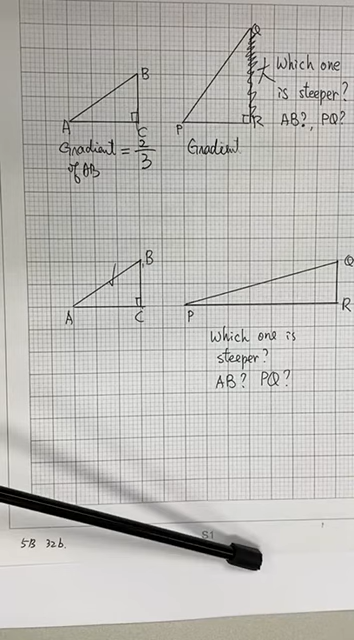 Q
B
Which one
is steeper?
AB?, PQ?
A
C
P
R
Gradient = 2/3
of AB
Gradient
B
Q
A
C
P
R
Which one is
steeper?
AB? PQ?
S1
5B 32b.